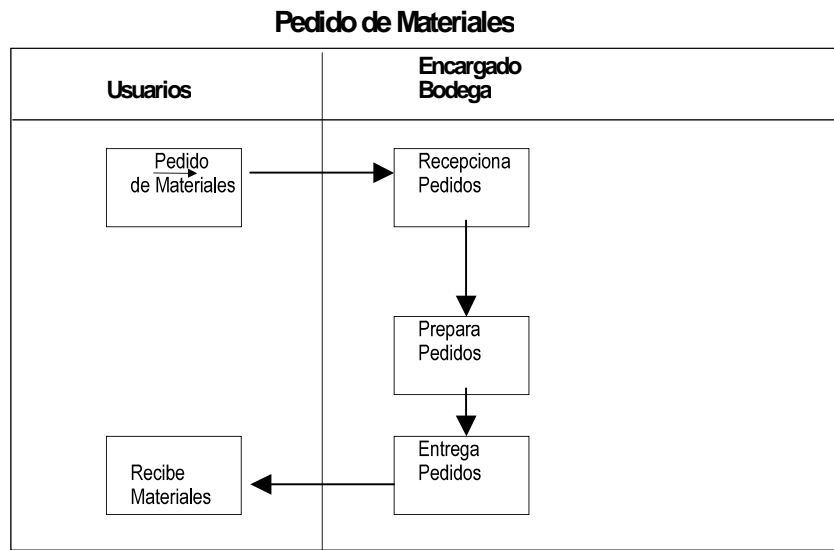 Pedido de Materiales
Usuarios
Encargado
Bodega
Pedido
de Materiales
Recepciona
Pedidos
Prepara
Pedidos
Entrega
Pedidos
Recibe
Materiales